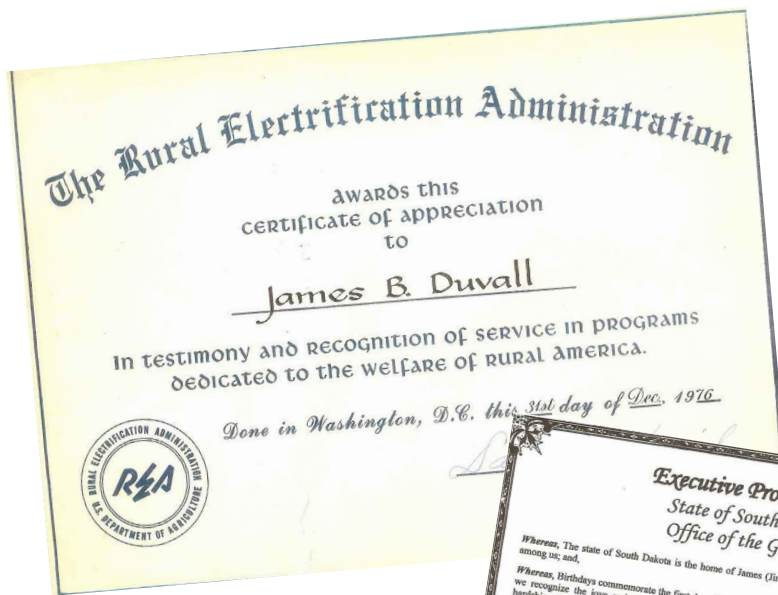 The Rural Electrification Administration
AWARDS THIS
CERTIFICATE OF APPRECIATION
TO
James B. Duvall
IN TESTIMONY AND RECOGNITION OF SERVICE IN PROGRAMS
DEDICATED TO THE WELFARE OF RURAL AMERICA.
Done in Washington, D.C. this 31st day of Dec., 1976
RURAL ELECTRIFICATION ADMINISTRATION
REA
U.S. DEPARTMENT OF AGRICULTURE
Executive Pro
State of South
Office of the G
Whereas, The state of South Dakota is the home of James (Ji
among us; and,
Whereas, Birthdays commemorate the first
we recognize the